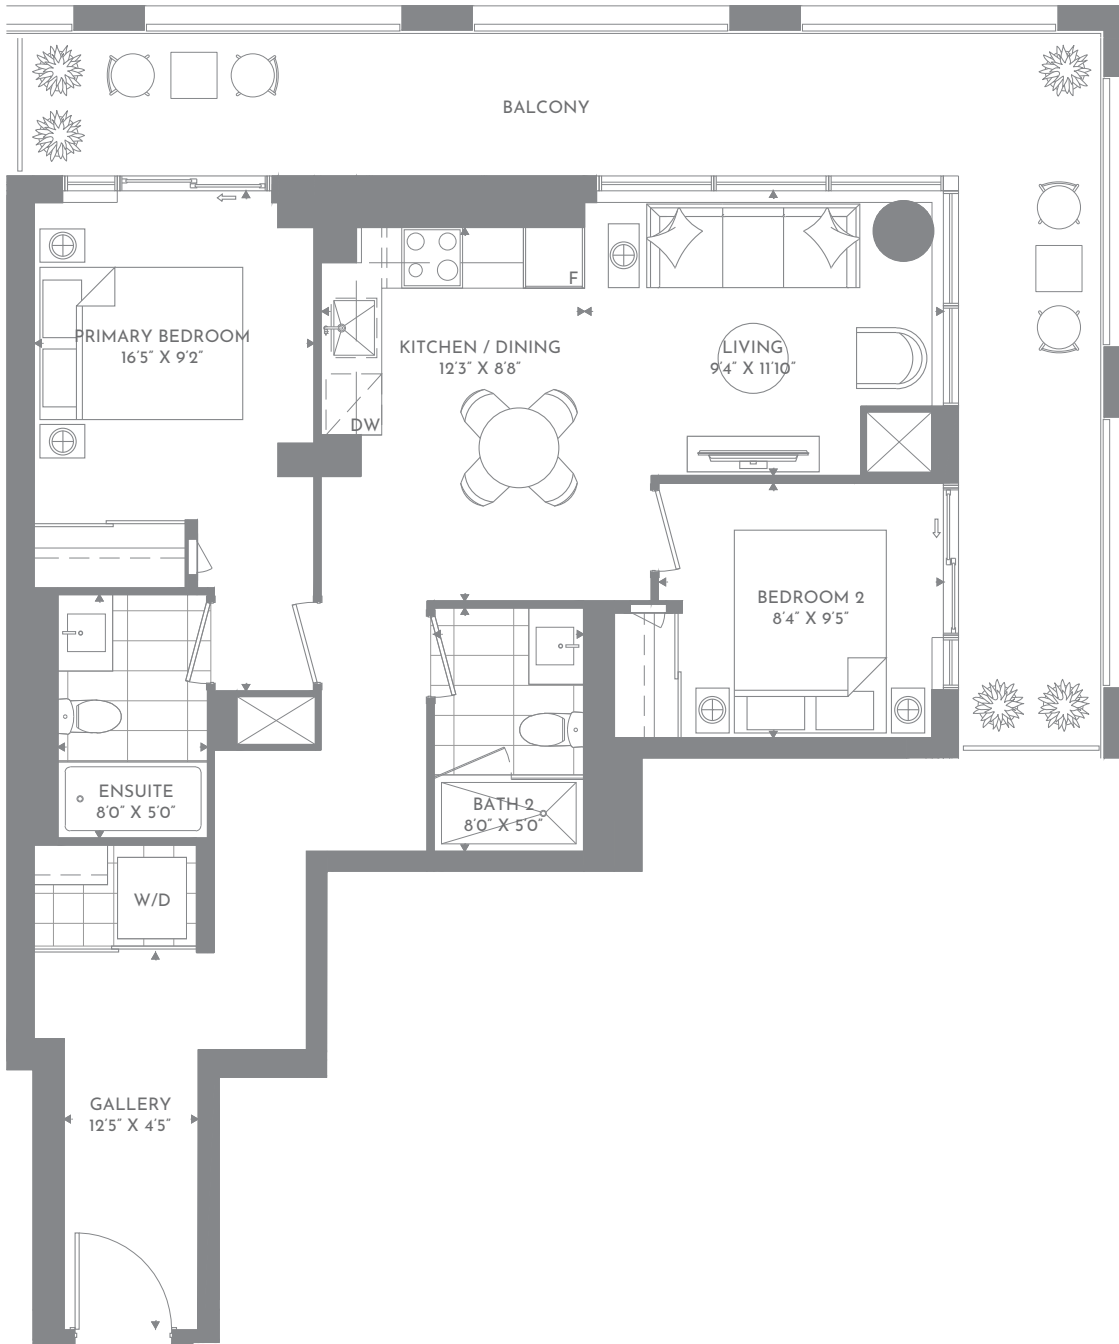 BALCONY
F
PRIMARY BEDROOM
16'5" X 9'2"
KITCHEN / DINING
12'3" X 8'8"
LIVING
9'4" X 11'10"
DW
BEDROOM 2
8'4" X 9'5"
ENSUITE
8'0" X 5'0"
BATH 2
8'0" X 5'0"
W/D
GALLERY
12'5" X 4'5"